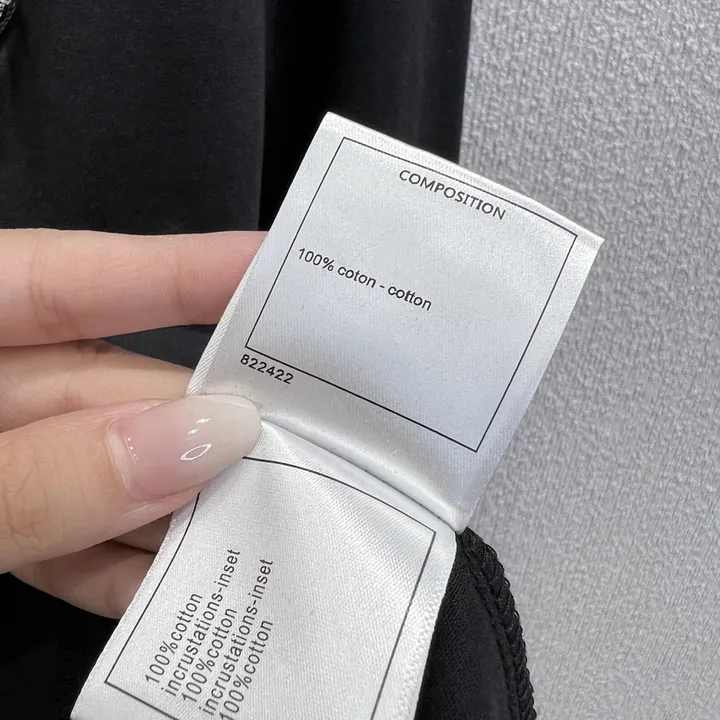 COMPOSITION
100% coton - cotton
B22422
100%cotton
incrustations-inset
100%cotton
incrustations-inset
100%cotton